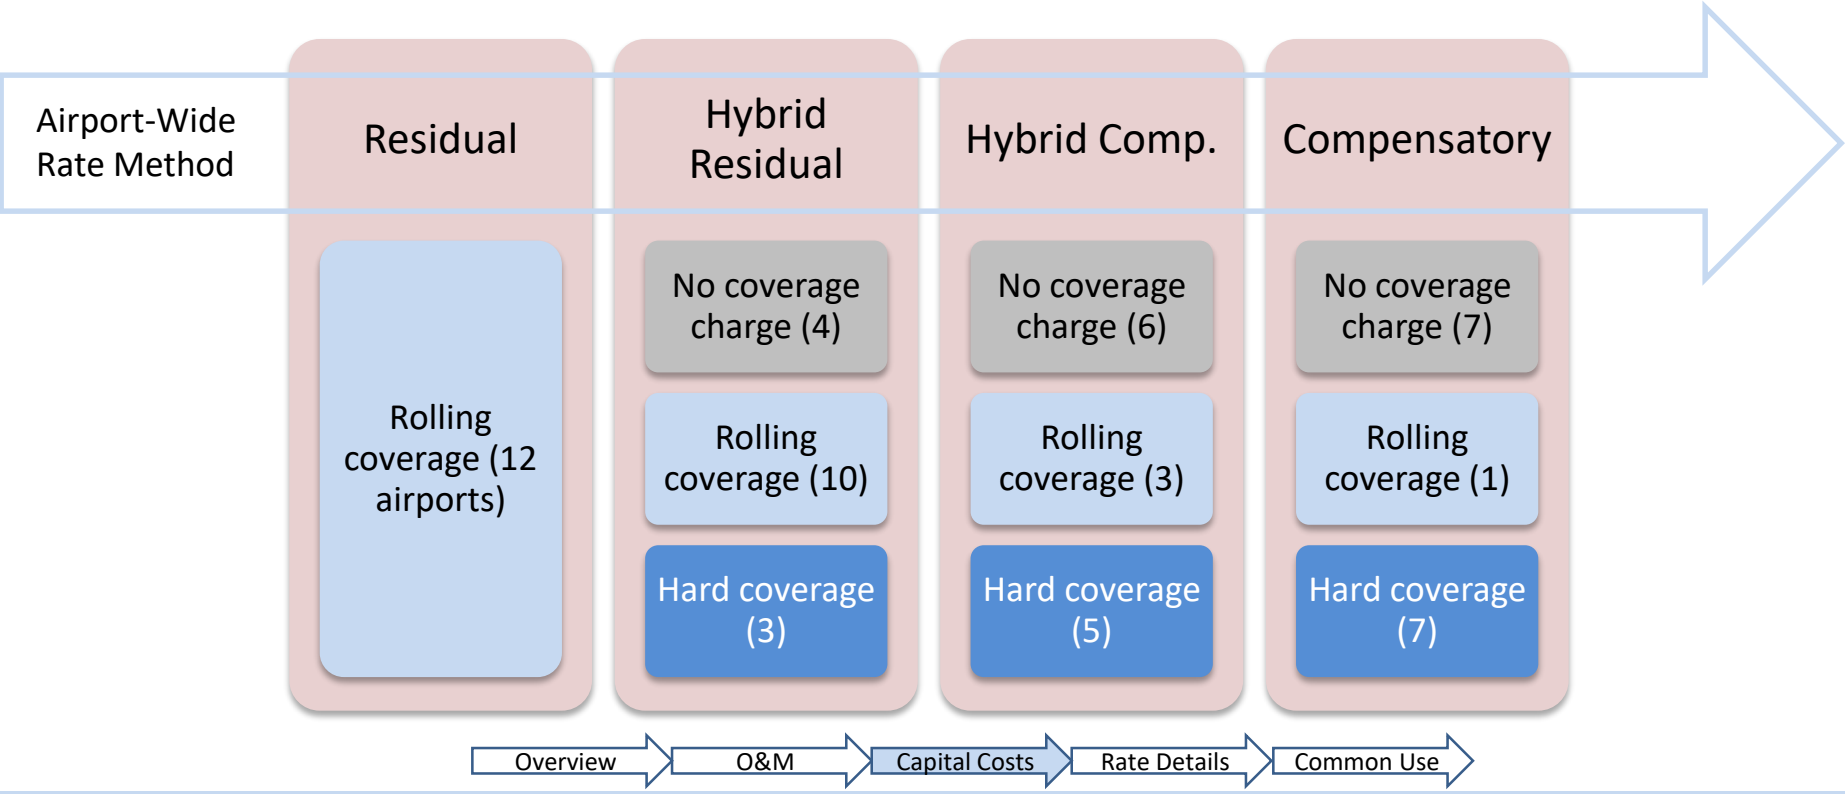 Airport-Wide
Rate Method
Residual
Hybrid
Residual
Hybrid Comp.
Compensatory
Rolling
coverage (12
airports)
No coverage
charge (4)
Rolling
coverage (10)
Hard coverage
(3)
No coverage
charge (6)
Rolling
coverage (3)
Hard coverage
(5)
No coverage
charge (7)
Rolling
coverage (1)
Hard coverage
(7)
Overview
O&M
Capital Costs
Rate Details
Common Use